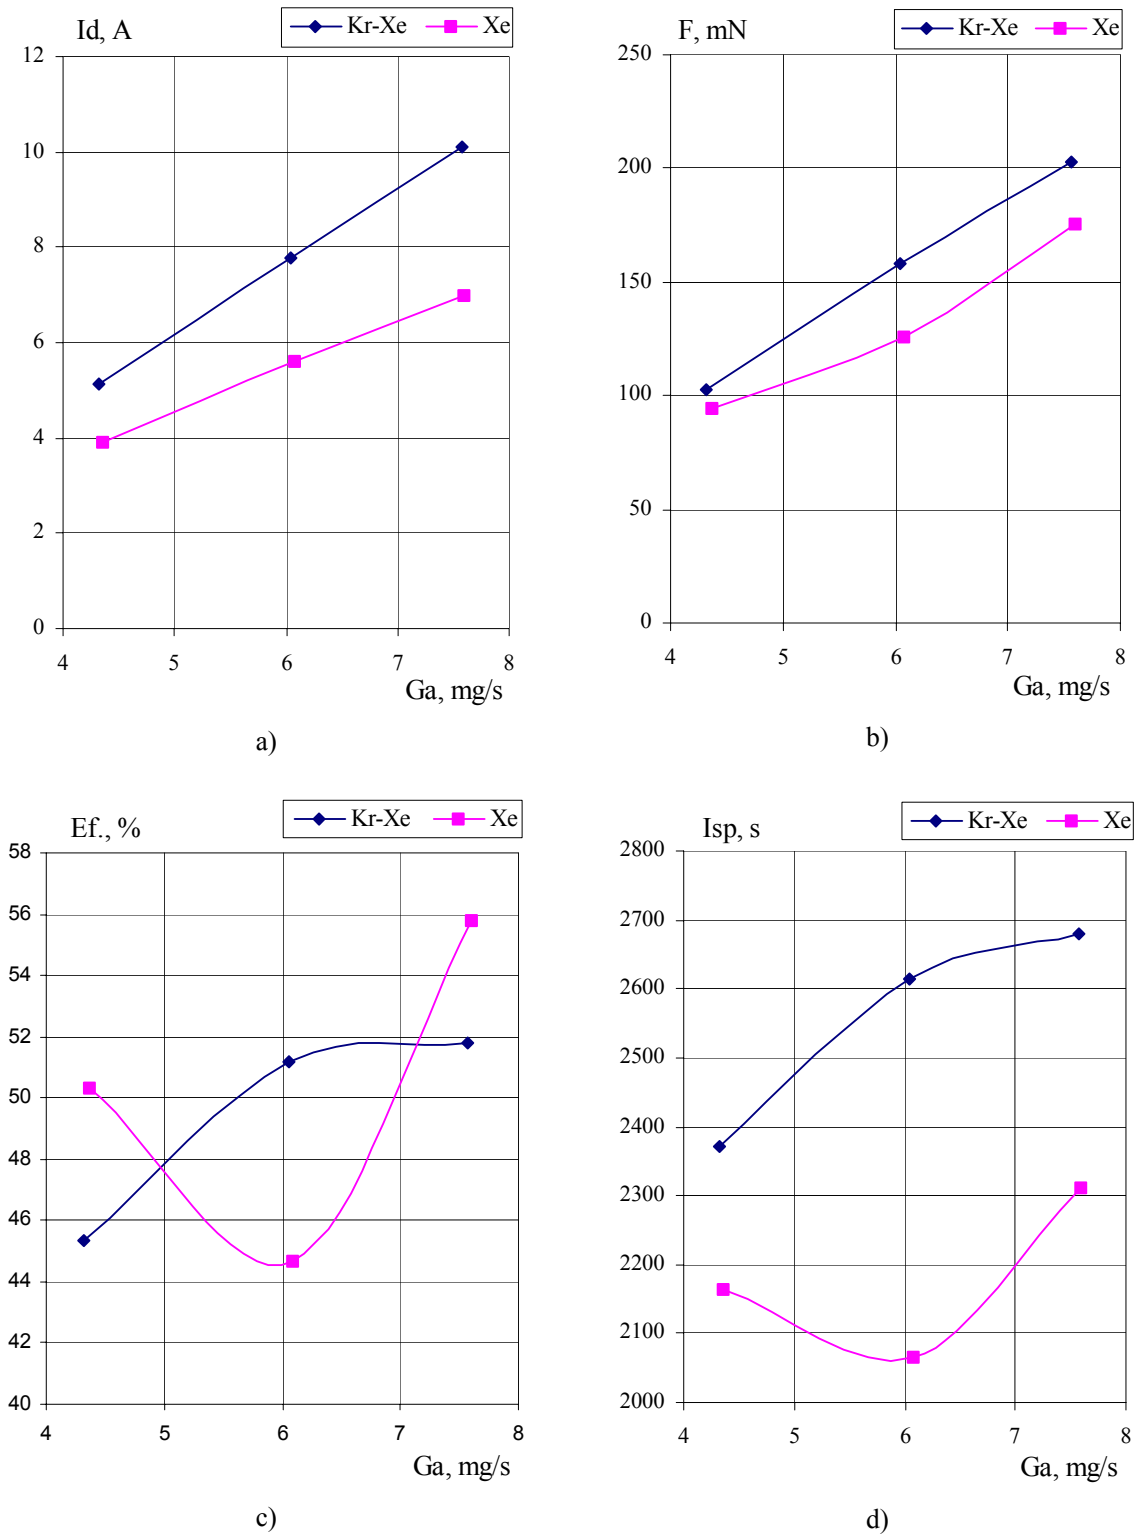 Id, A
Kr-Xe Xe
12
10
8
6
4
2
0
4 5 6 7 8
Ga, mg/s
a)
F, mN
Kr-Xe Xe
250
200
150
100
50
0
4 5 6 7 8
Ga, mg/s
b)
Ef., %
Kr-Xe Xe
58
56
54
52
50
48
46
44
42
40
4 5 6 7 8
Ga, mg/s
c)
Isp, s
Kr-Xe Xe
2800
2700
2600
2500
2400
2300
2200
2100
2000
4 5 6 7 8
Ga, mg/s
d)